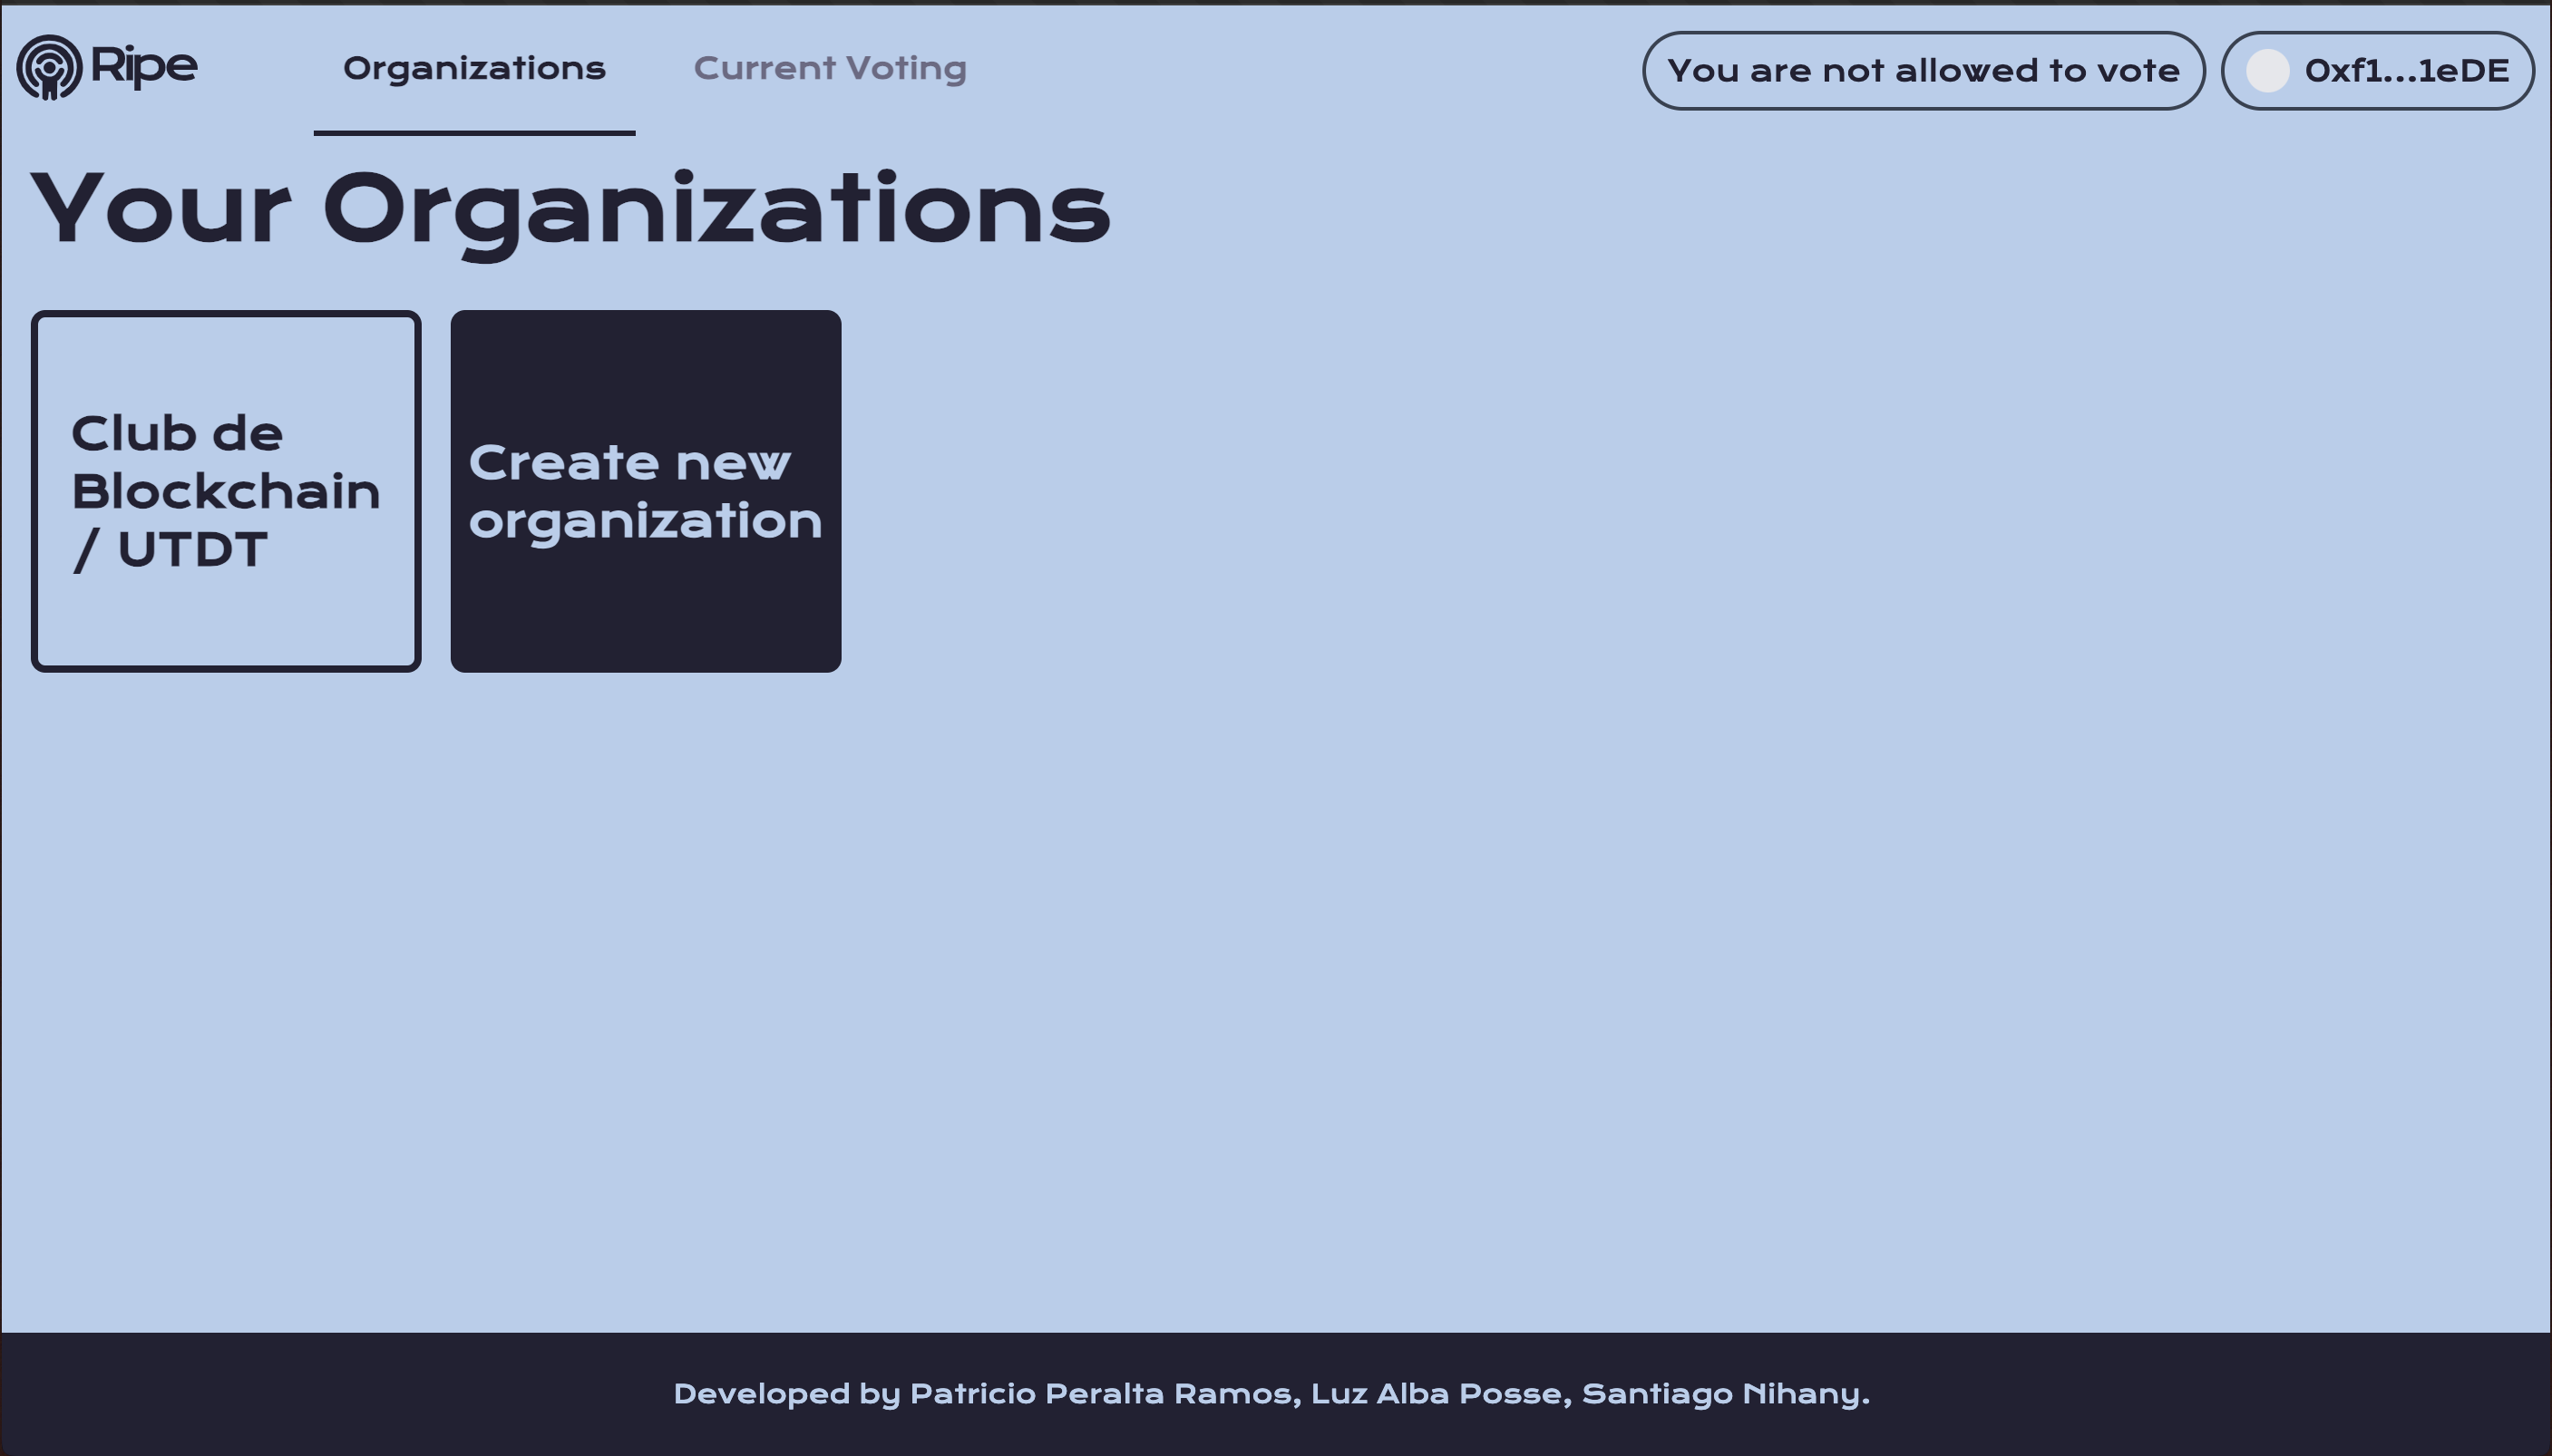 Ripe
Organizations
Current Voting
You are not allowed to vote
0xf1...1eDE
Your Organizations
Club de
Blockchain
/ UTDT
Create new
organization
Developed by Patricio Peralta Ramos, Luz Alba Posse, Santiago Nihany.